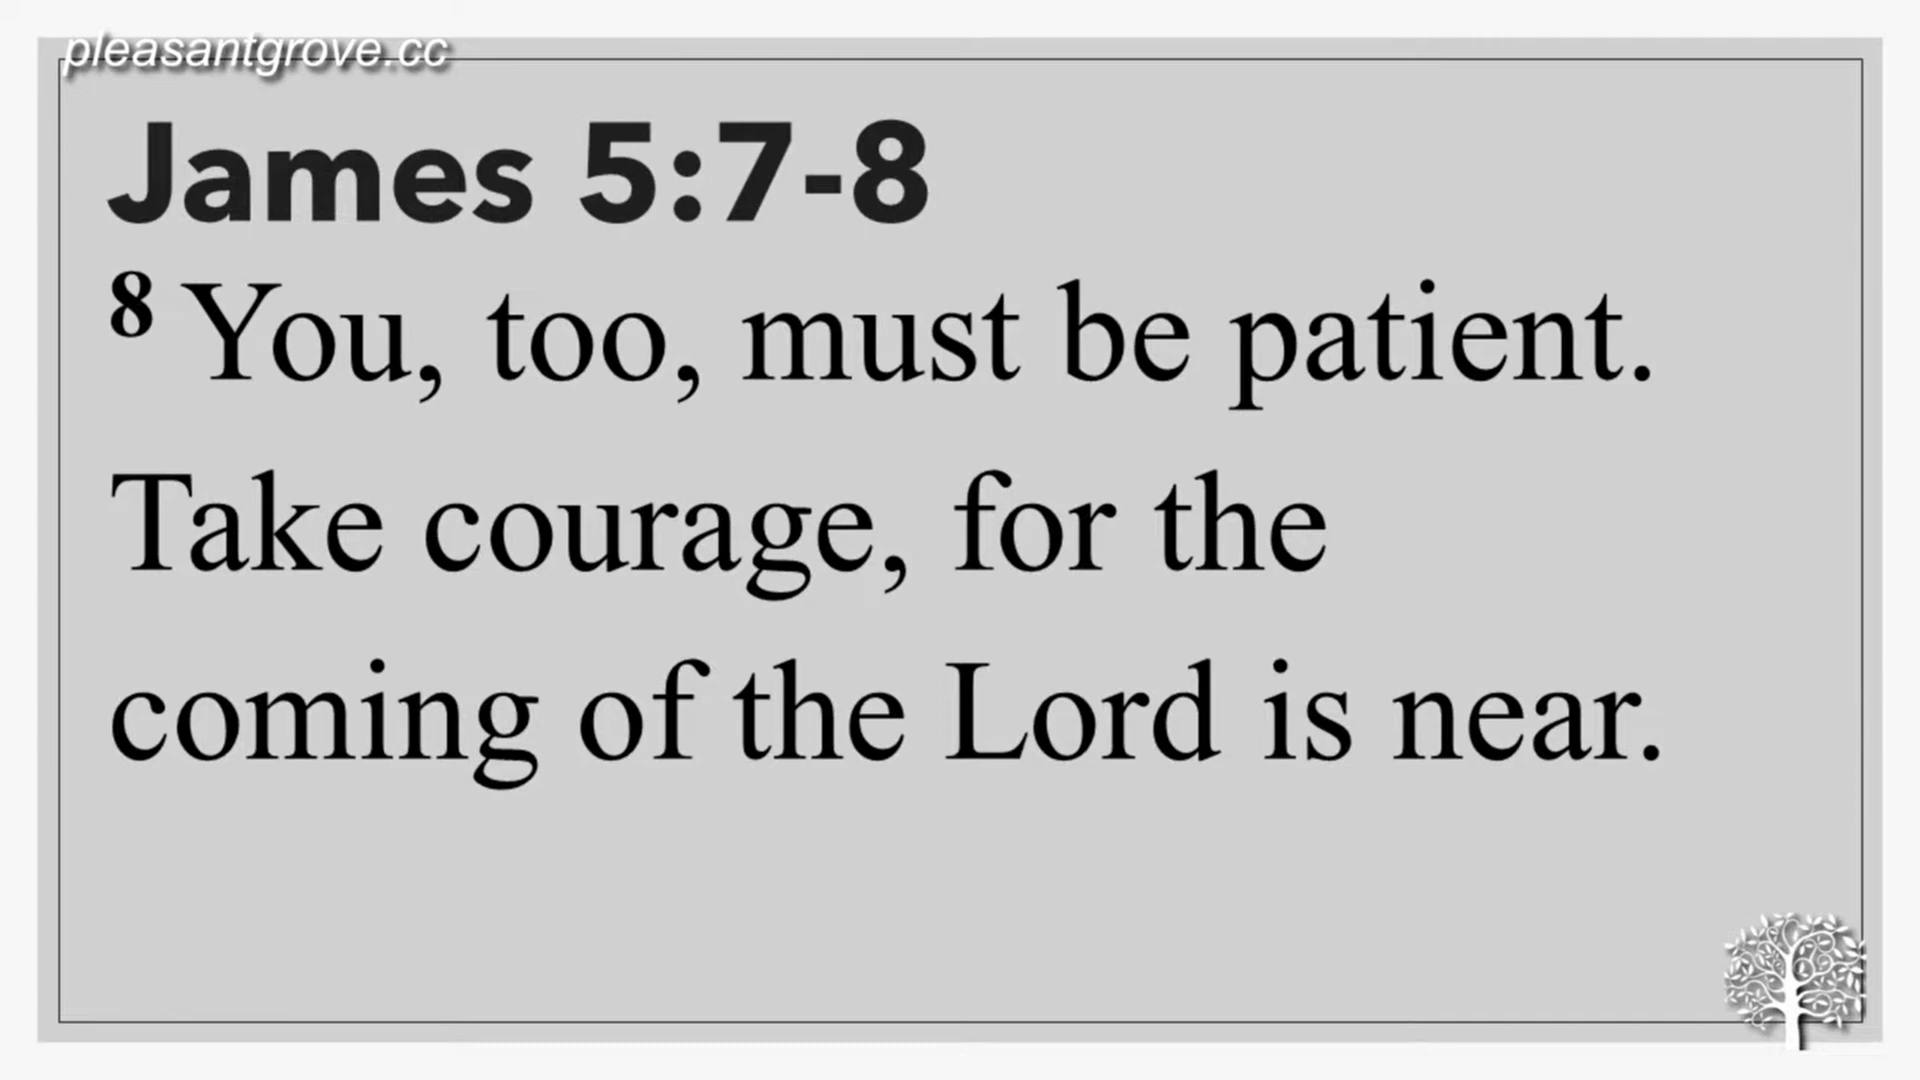 pleasantgrove.cc
James 5:7-8
8 You, too, must be patient.
Take courage, for the
coming of the Lord is near.